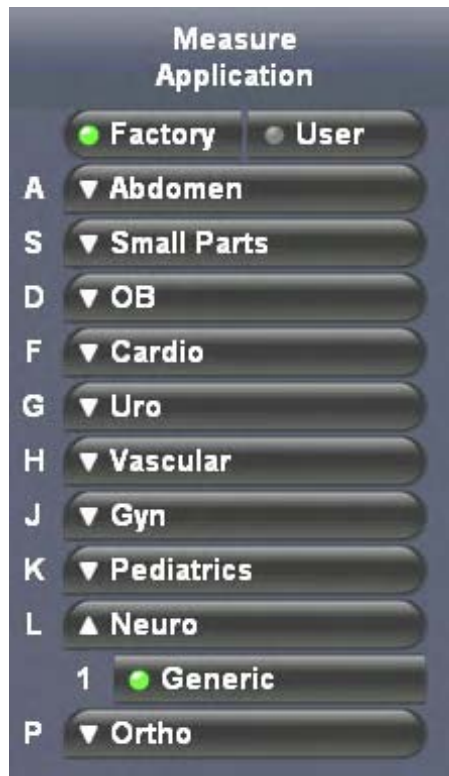 Measure
Application
Factory User
A Abdomen
S Small Parts
D OB
F Cardio
G Uro
H Vascular
J Gyn
K Pediatrics
L Neuro
1 Generic
P Ortho